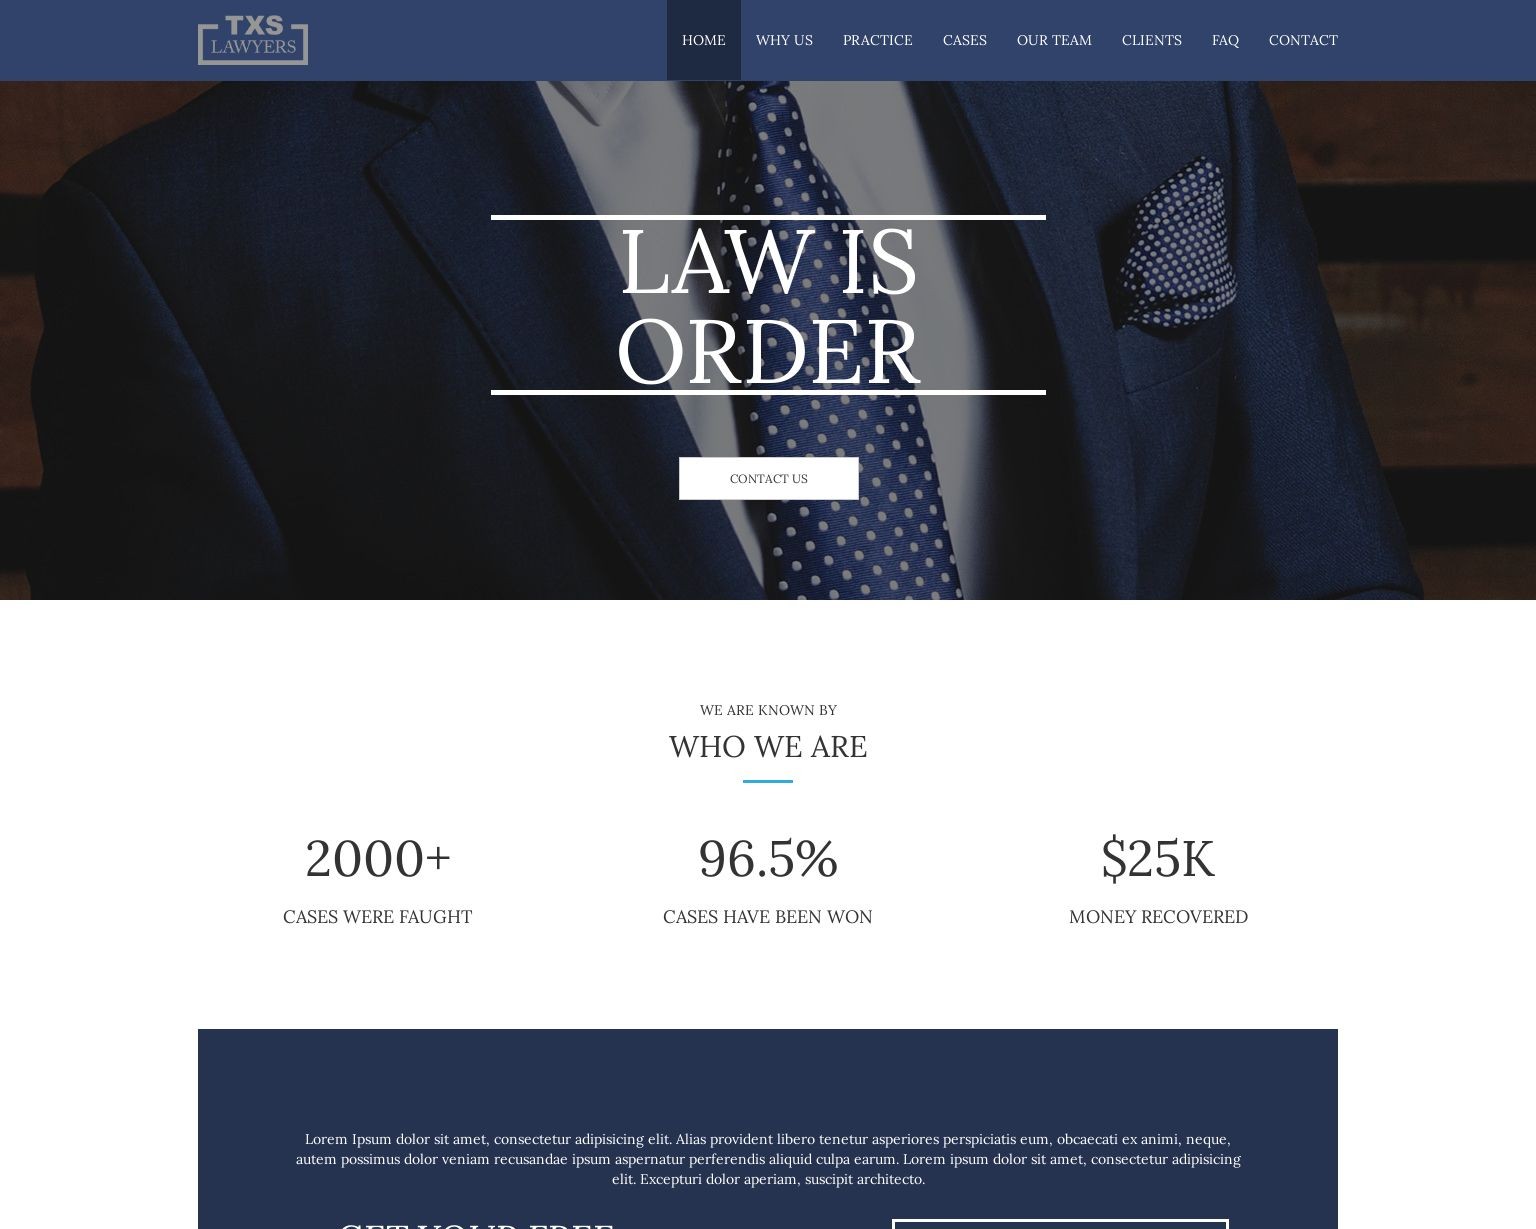 TXS
LAWYERS
HOME WHY US PRACTICE CASES OUR TEAM CLIENTS FAQ CONTACT
LAW IS
ORDER
CONTACT US
WE ARE KNOWN BY
WHO WE ARE
2000+ 96.5% $25K
CASES WERE FAUGHT CASES HAVE BEEN WON MONEY RECOVERED
Lorem Ipsum dolor sit amet, consectetur adipisicing elit. Alias provident libero tenetur asperiores perspiciatis eum, obcaecati ex animi, neque,
autem possimus dolor veniam recusandae ipsum aspernatur perferendis aliquid culpa earum. Lorem ipsum dolor sit amet, consectetur adipisicing
elit. Excepturi dolor aperiam, suscipit architecto.
GET YOUR FREE